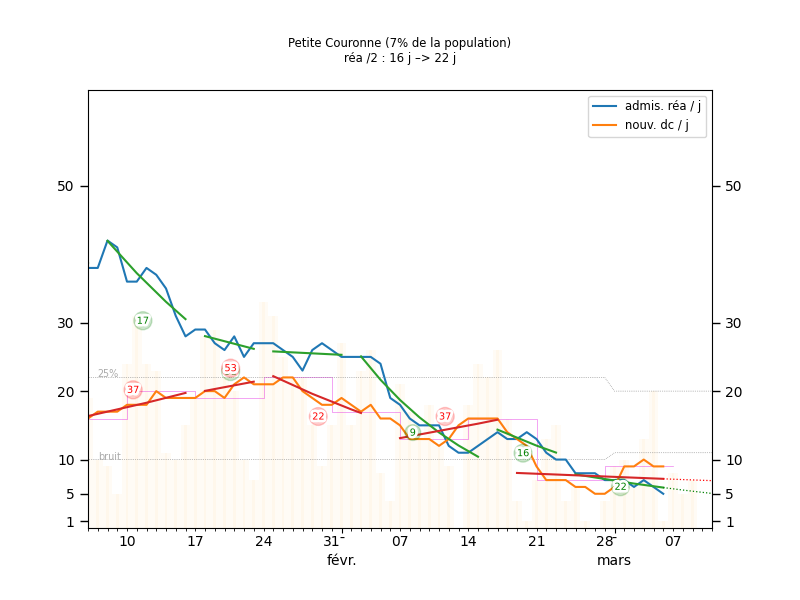 Petite Couronne (7% de la population)
réa /2 : 16 j –> 22 j
admis. réa / j
nouv. dc / j
50 50
30 30
17
25%
53
37
20 20
22
37
9
16
bruit
10 10
22
5 5
1 1
10 17 24 31 07 14 21 28 07
févr. mars